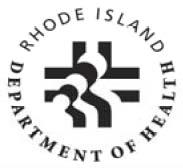 RHODE ISLAND
DEPARTMENT OF HEALTH